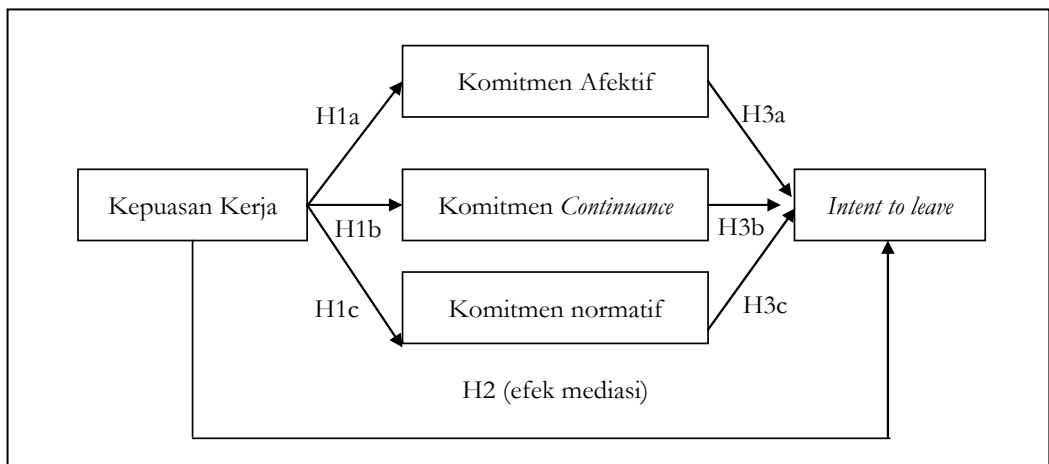 Komitmen Afektif
H1a
H3a
Kepuasan Kerja
Komitmen Continuance
Intent to leave
H1b
H3b
H1c
Komitmen normatif
H3c
H2 (efek mediasi)